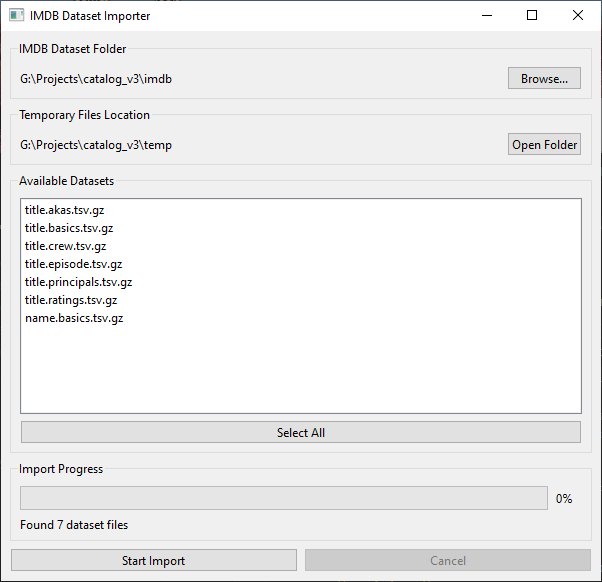 IMDB Dataset Importer
IMDB Dataset Folder
G:\Projects\catalog_v3\imdb
Browse...
Temporary Files Location
G:\Projects\catalog_v3\temp
Open Folder
Available Datasets
title.akas.tsv.gz
title.basics.tsv.gz
title.crew.tsv.gz
title.episode.tsv.gz
title.principals.tsv.gz
title.ratings.tsv.gz
name.basics.tsv.gz
Select All
Import Progress
0%
Found 7 dataset files
Start Import
Cancel